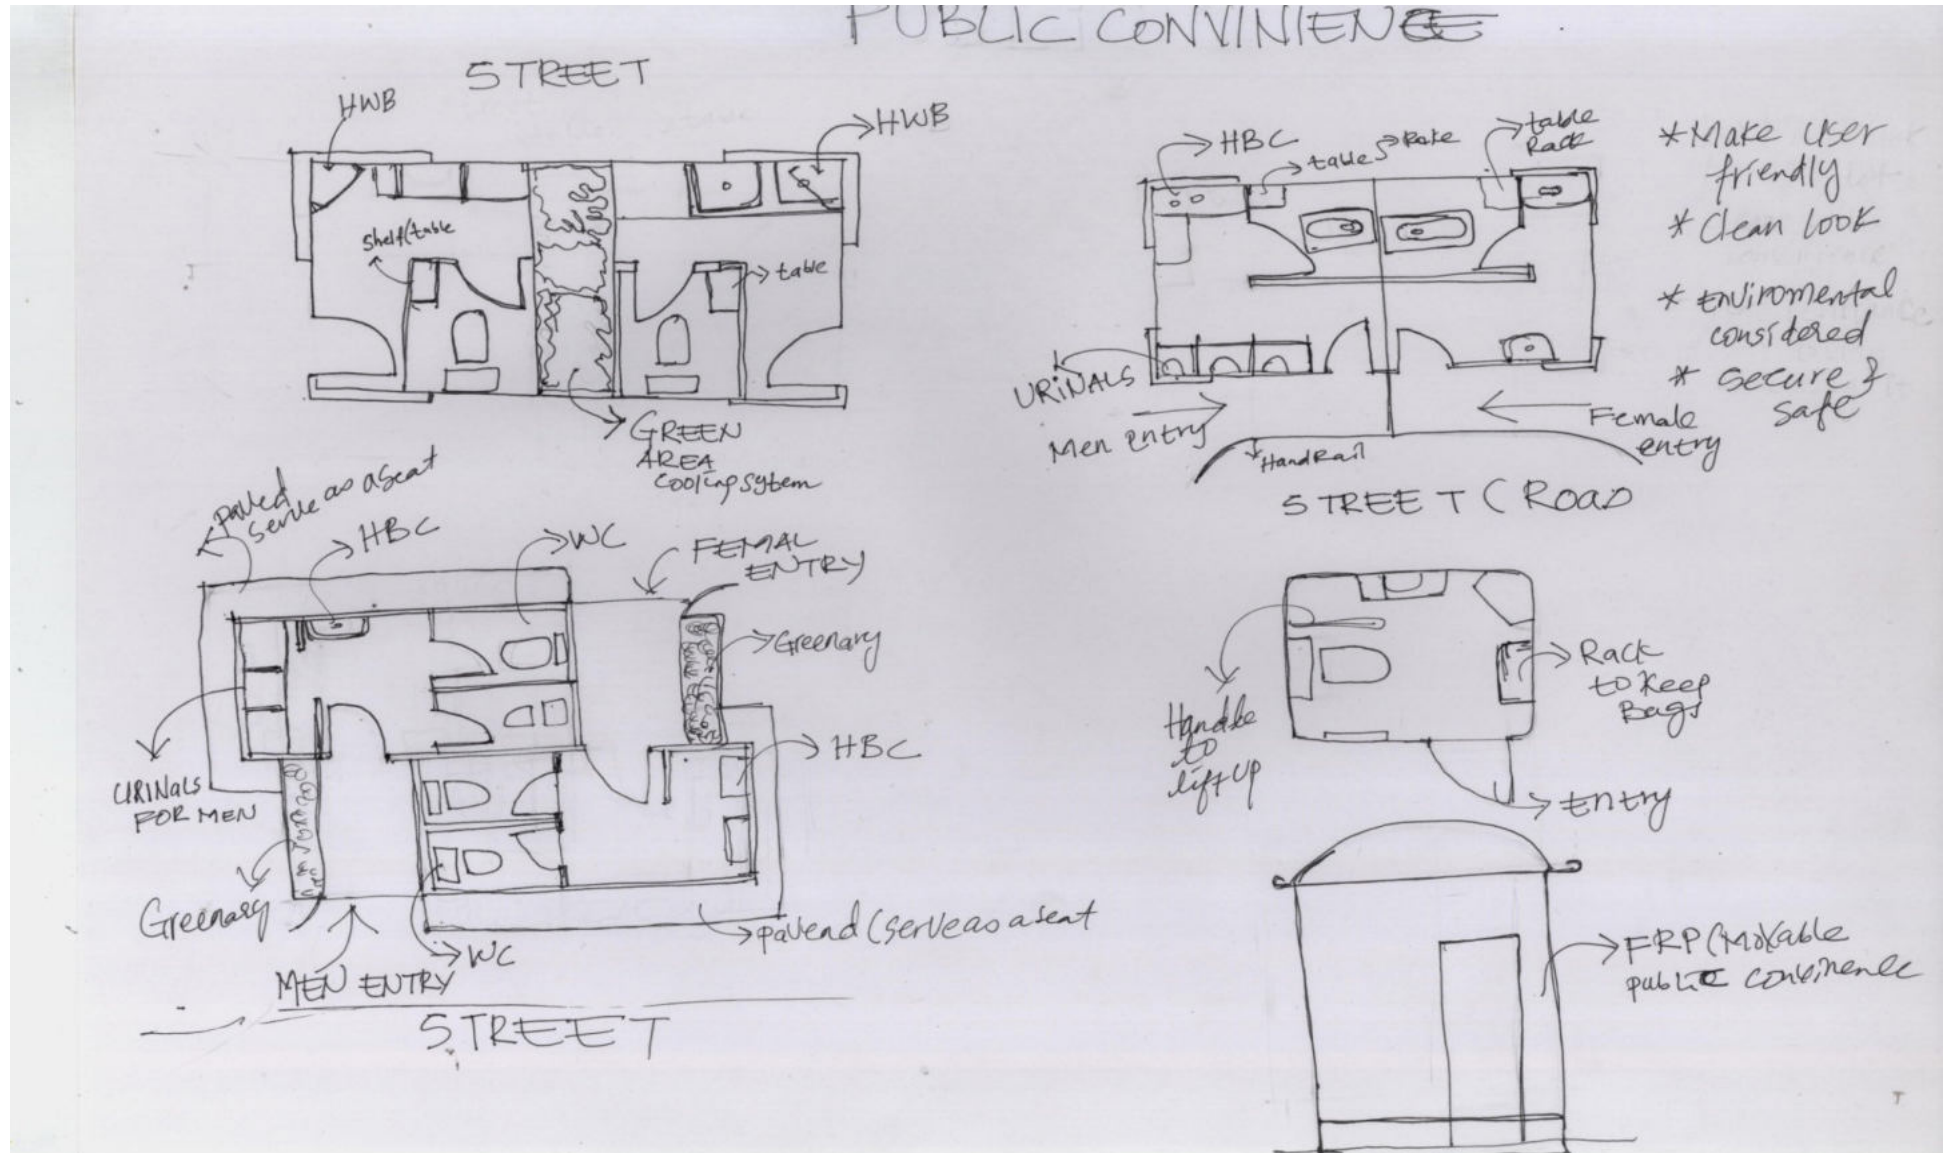 PUBLIC CONVINIENCE
STREET
HWB
HWB
Shelf/table
table
GREEN
AREA
cooling sytem
HBC
table
table
Rack
URINALS
Men entry
HandRail
Female
entry
STREET (ROAD
* Make user
friendly
* Clean look
* Enviromental
considered
* Secure &
safe
paved
serve as a seat
HBC
WC
FEMAL
ENTRY
Greenary
HBC
URINALS
FOR MEN
Greenary
MEN ENTRY
WC
pavend (serve as a seat
STREET
Handle
to
lift up
Rack
to keep
Bags
Entry
FRP (Movable
public convinence